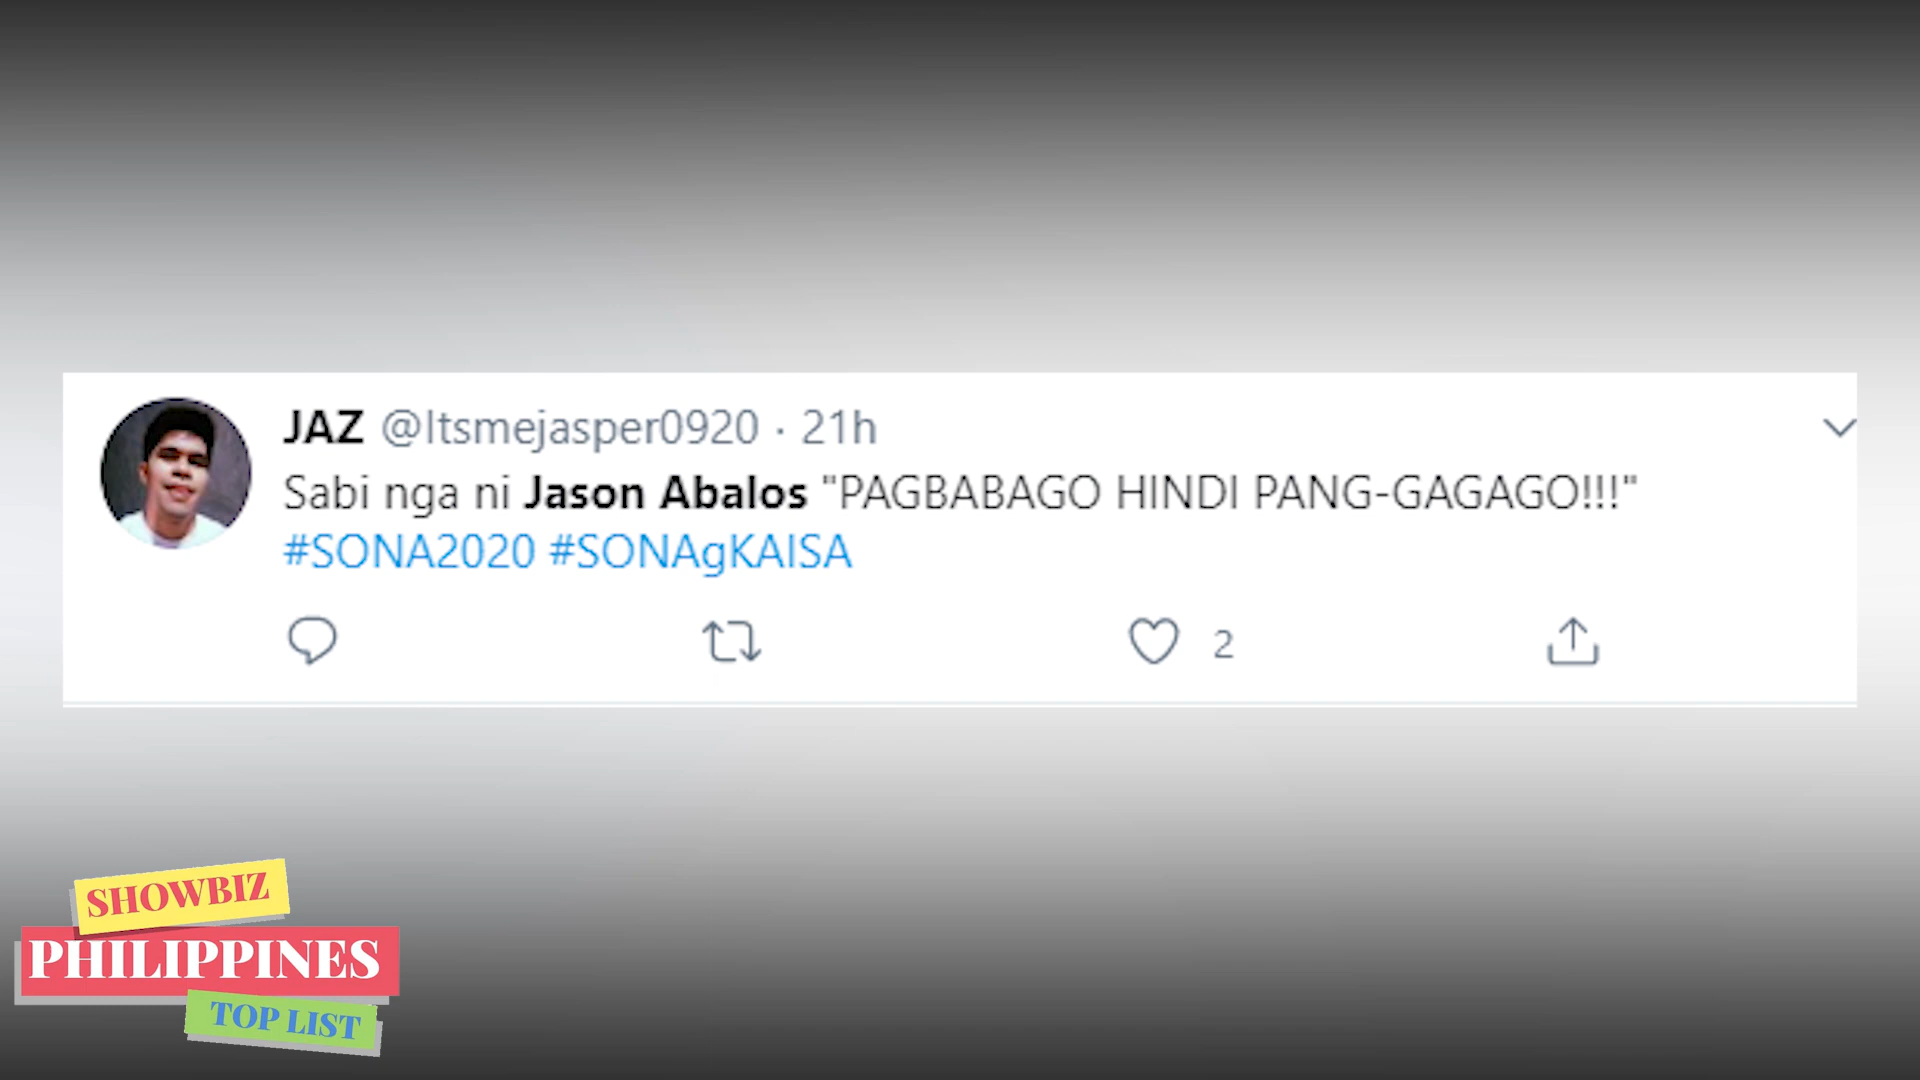 JAZ @Itsmejasper0920 · 21h
Sabi nga ni Jason Abalos "PAGBABAGO HINDI PANG-GAGAGO!!!"
#SONA2020 #SONAgKAISA
2
SHOWBIZ
PHILIPPINES
TOP LIST